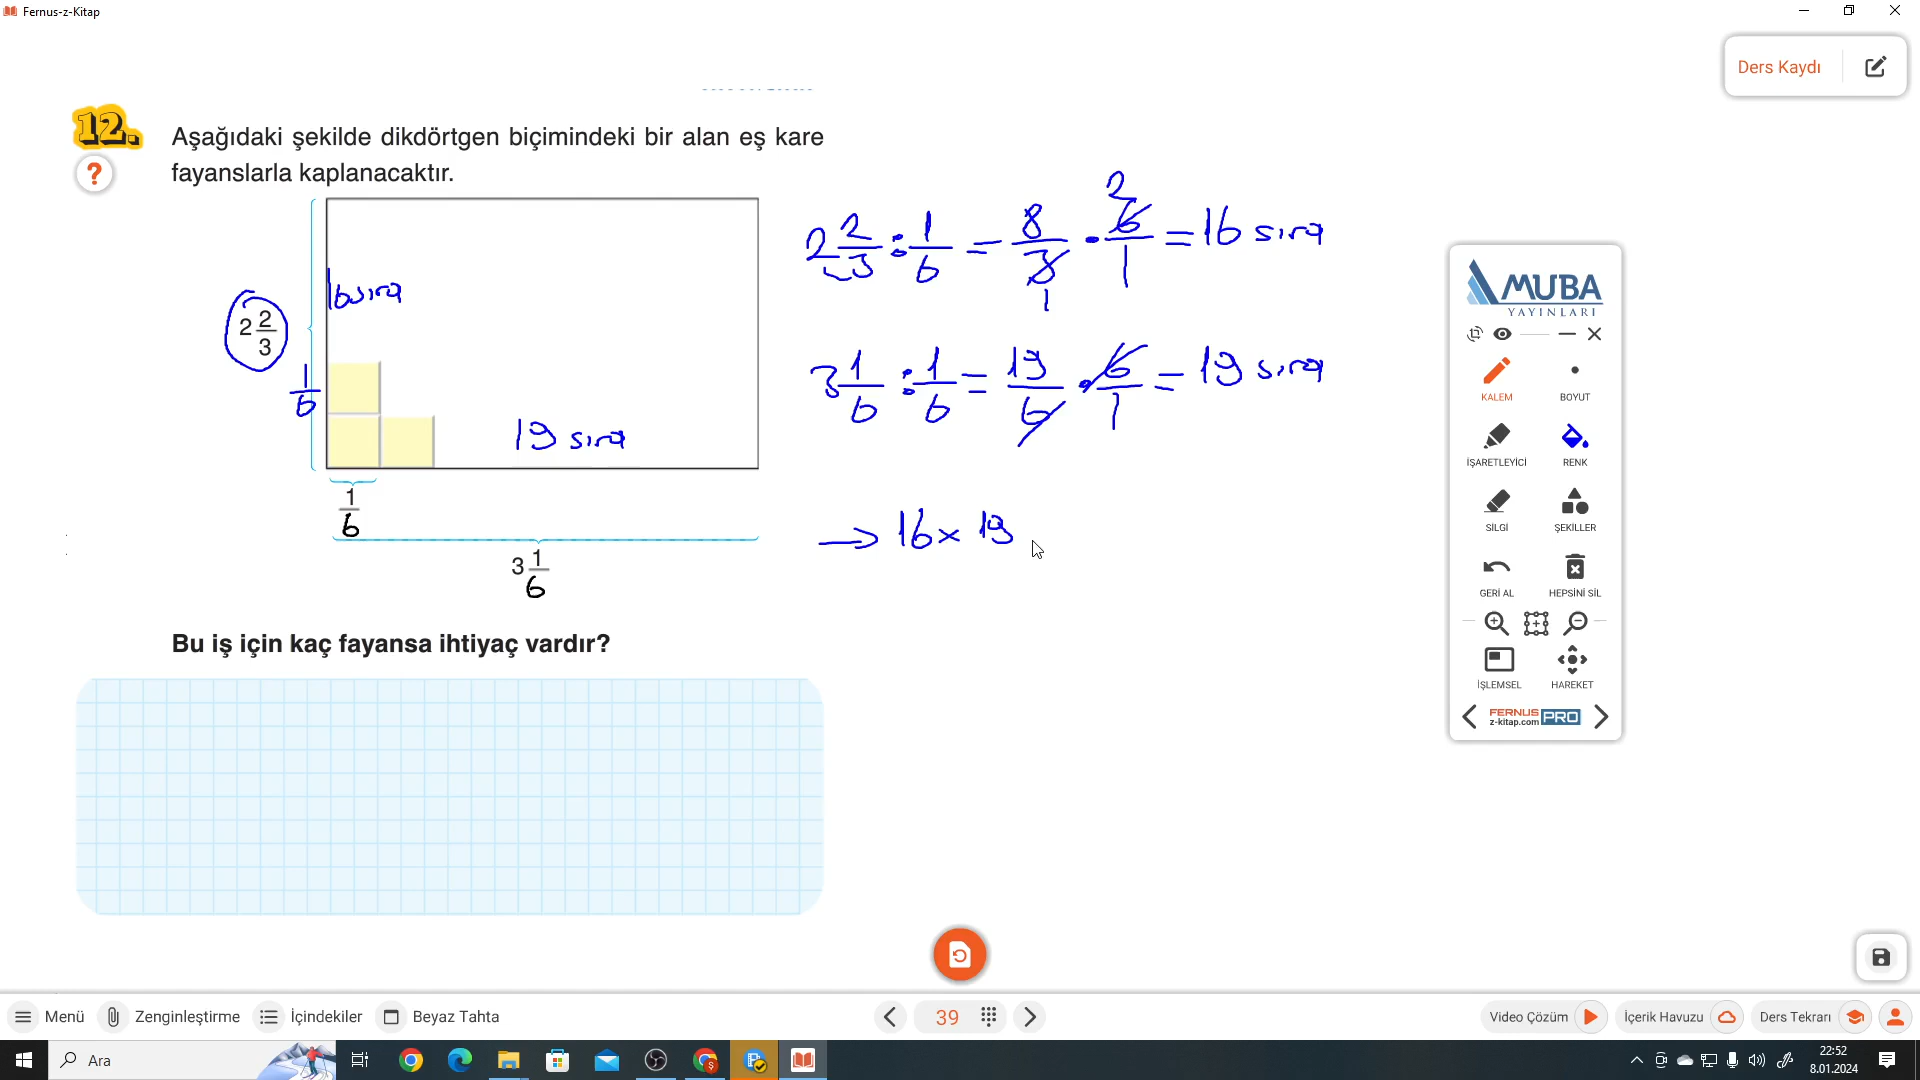 Fernus-z-Kitap
Ders Kaydı
12.
?
Aşağıdaki şekilde dikdörtgen biçimindeki bir alan eş kare
fayanslarla kaplanacaktır.
2 2/3
1/6
16 sıra
19 sıra
1/6
3 1/6
2 2/3 : 1/6 = 8/3 · 6/1 = 16 sıra
2
1
3 1/6 : 1/6 = 19/6 · 6/1 = 19 sıra
→ 16 x 19
Bu iş için kaç fayansa ihtiyaç vardır?
MUBA
YAYINLARI
KALEM
BOYUT
İŞARETLEYİCİ
RENK
SİLGİ
ŞEKİLLER
GERİ AL
HEPSİNİ SİL
İŞLEMSEL
HAREKET
FERNUS
z-kitap.com PRO
Menü
Zenginleştirme
İçindekiler
Beyaz Tahta
39
Video Çözüm
İçerik Havuzu
Ders Tekrarı
Ara
22:52
8.01.2024